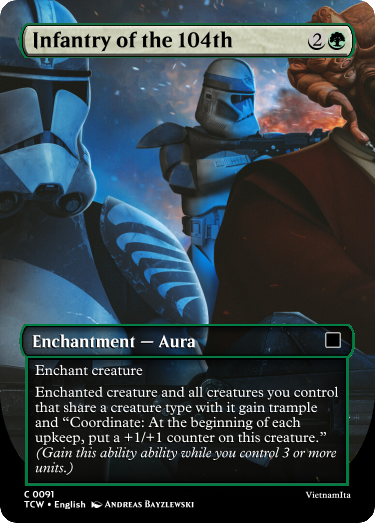 Infantry of the 104th 2
Enchantment — Aura
Enchant creature
Enchanted creature and all creatures you control
that share a creature type with it gain trample
and “Coordinate: At the beginning of each
upkeep, put a +1/+1 counter on this creature.”
(Gain this ability ability while you control 3 or more
units.)
C 0091
VietnamIta
TCW • English Andreas Bayzlewski